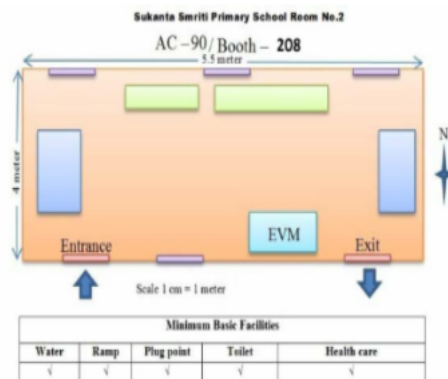 Sukanta Smriti Primary School Room No.2
AC -90/ Booth - 208
5.5 meter
4 meter
N
EVM
Entrance
Exit
Scale 1 cm = 1 meter
Minimum Basic Facilities
Water Ramp Plug point Toilet Health care
√ √ √ √ √